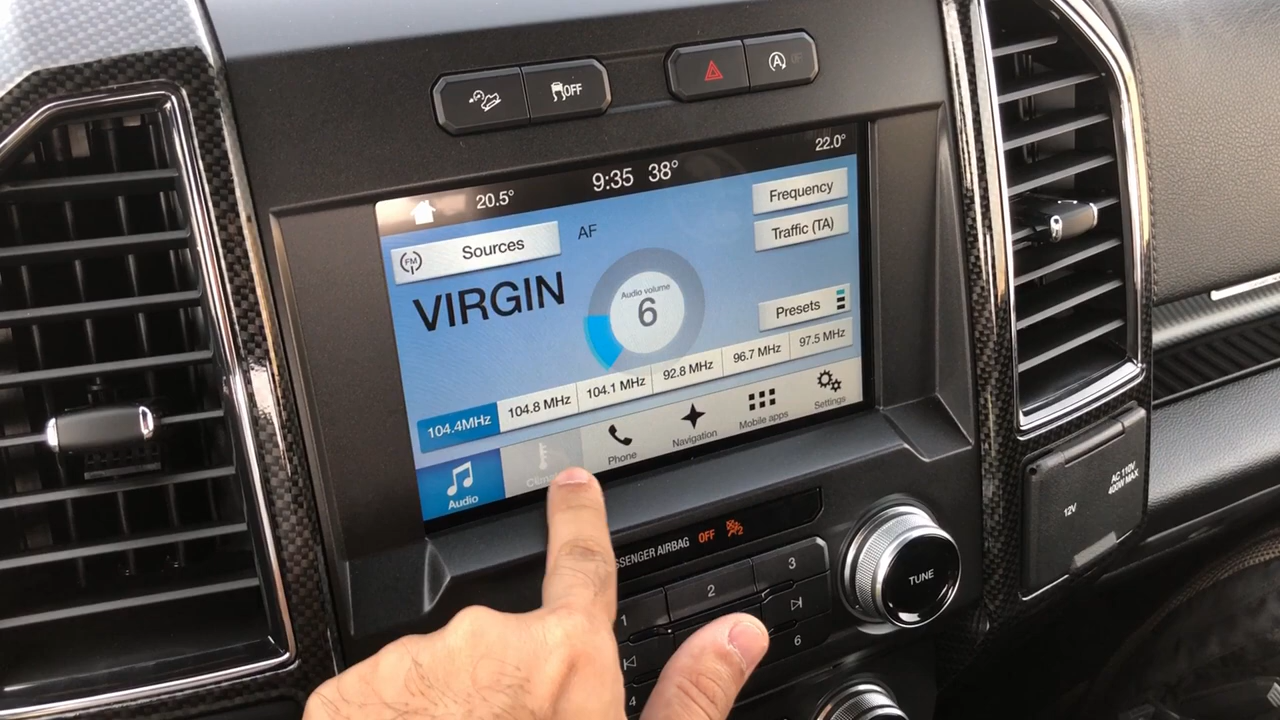 OFF
A
20.5°
9:35 38°
22.0°
FM
Sources
AF
Frequency
Traffic (TA)
VIRGIN
Audio volume
6
Presets
104.4MHz
104.8 MHz
104.1 MHz
92.8 MHz
96.7 MHz
97.5 MHz
Audio
Phone
Navigation
Mobile apps
Settings
AIRBAG OFF
2
1
2
3
4
6
TUNE
12V
AC 110V
400W MAX